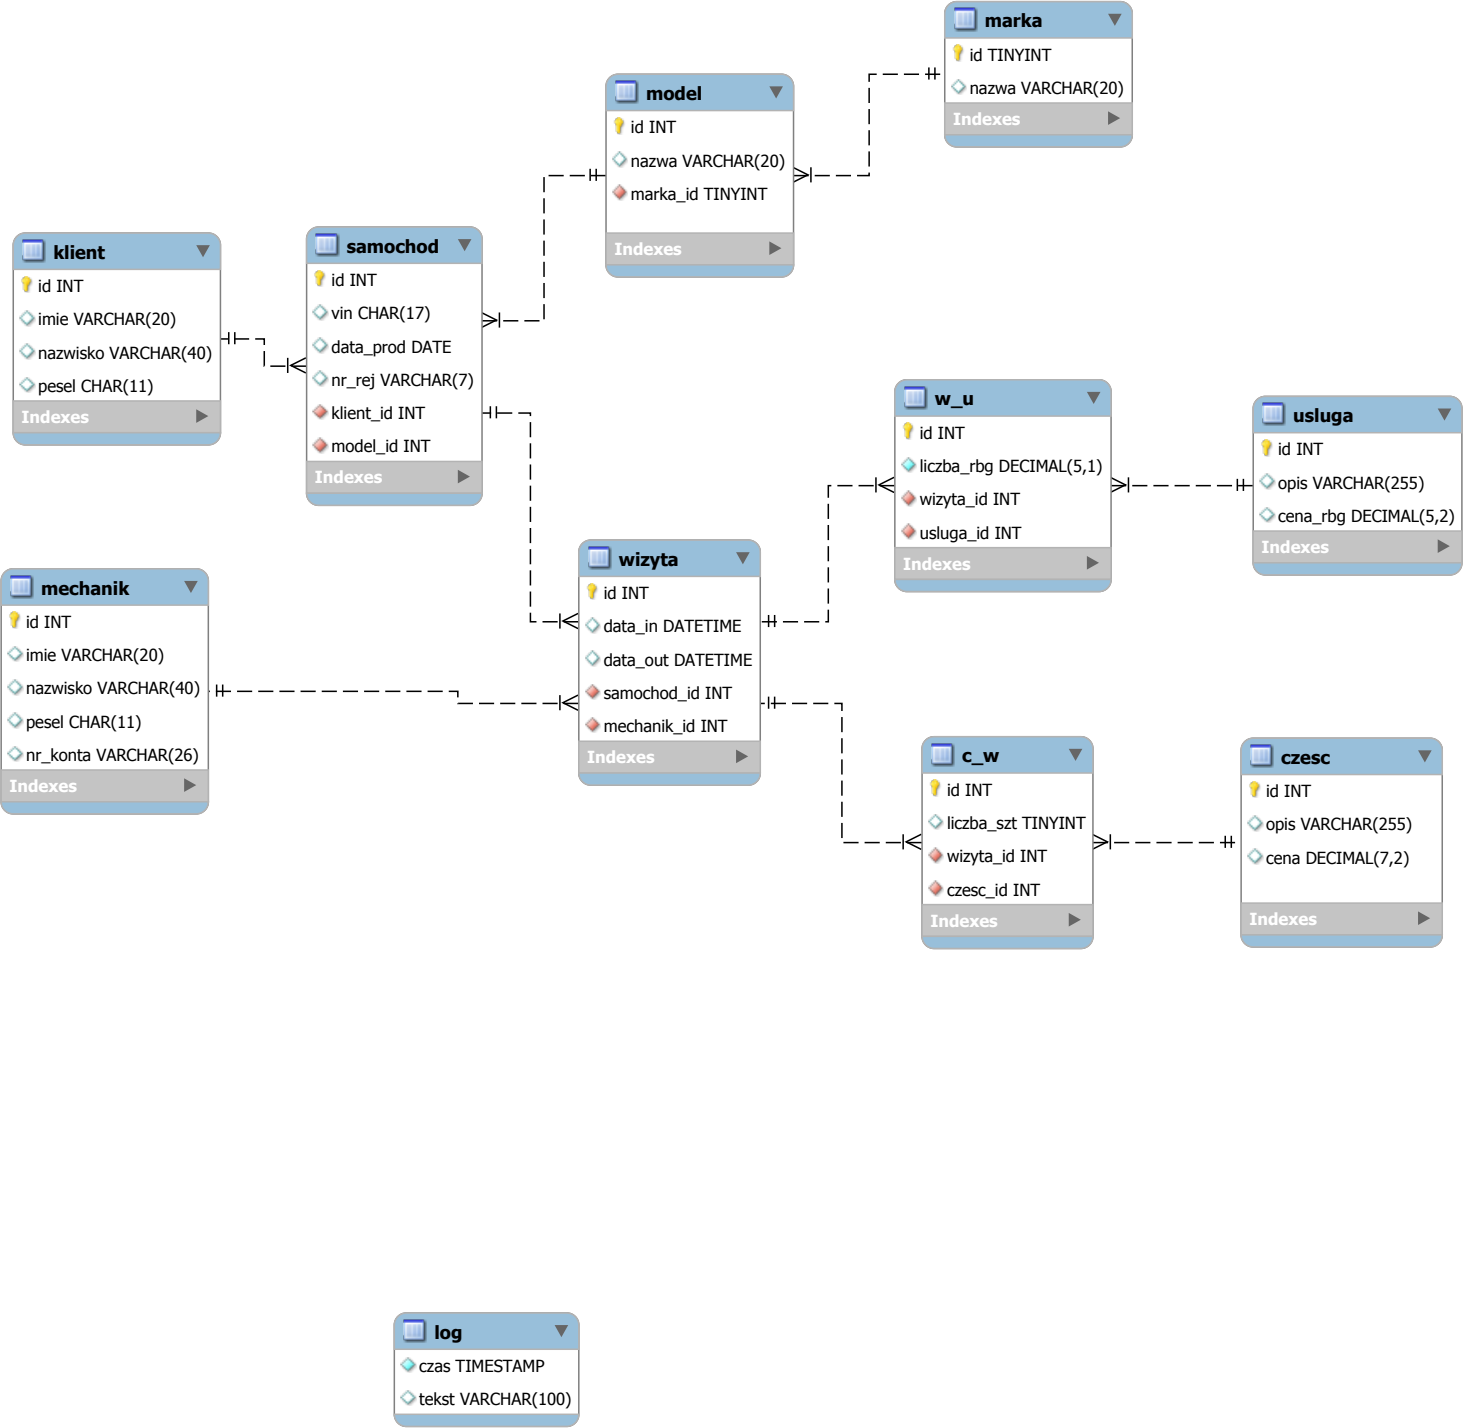 marka
id TINYINT
nazwa VARCHAR(20)
Indexes
model
id INT
nazwa VARCHAR(20)
marka_id TINYINT
Indexes
klient
id INT
imie VARCHAR(20)
nazwisko VARCHAR(40)
pesel CHAR(11)
Indexes
samochod
id INT
vin CHAR(17)
data_prod DATE
nr_rej VARCHAR(7)
klient_id INT
model_id INT
Indexes
w_u
id INT
liczba_rbg DECIMAL(5,1)
wizyta_id INT
usluga_id INT
Indexes
usluga
id INT
opis VARCHAR(255)
cena_rbg DECIMAL(5,2)
Indexes
mechanik
id INT
imie VARCHAR(20)
nazwisko VARCHAR(40)
pesel CHAR(11)
nr_konta VARCHAR(26)
Indexes
wizyta
id INT
data_in DATETIME
data_out DATETIME
samochod_id INT
mechanik_id INT
Indexes
c_w
id INT
liczba_szt TINYINT
wizyta_id INT
czesc_id INT
Indexes
czesc
id INT
opis VARCHAR(255)
cena DECIMAL(7,2)
Indexes
log
czas TIMESTAMP
tekst VARCHAR(100)